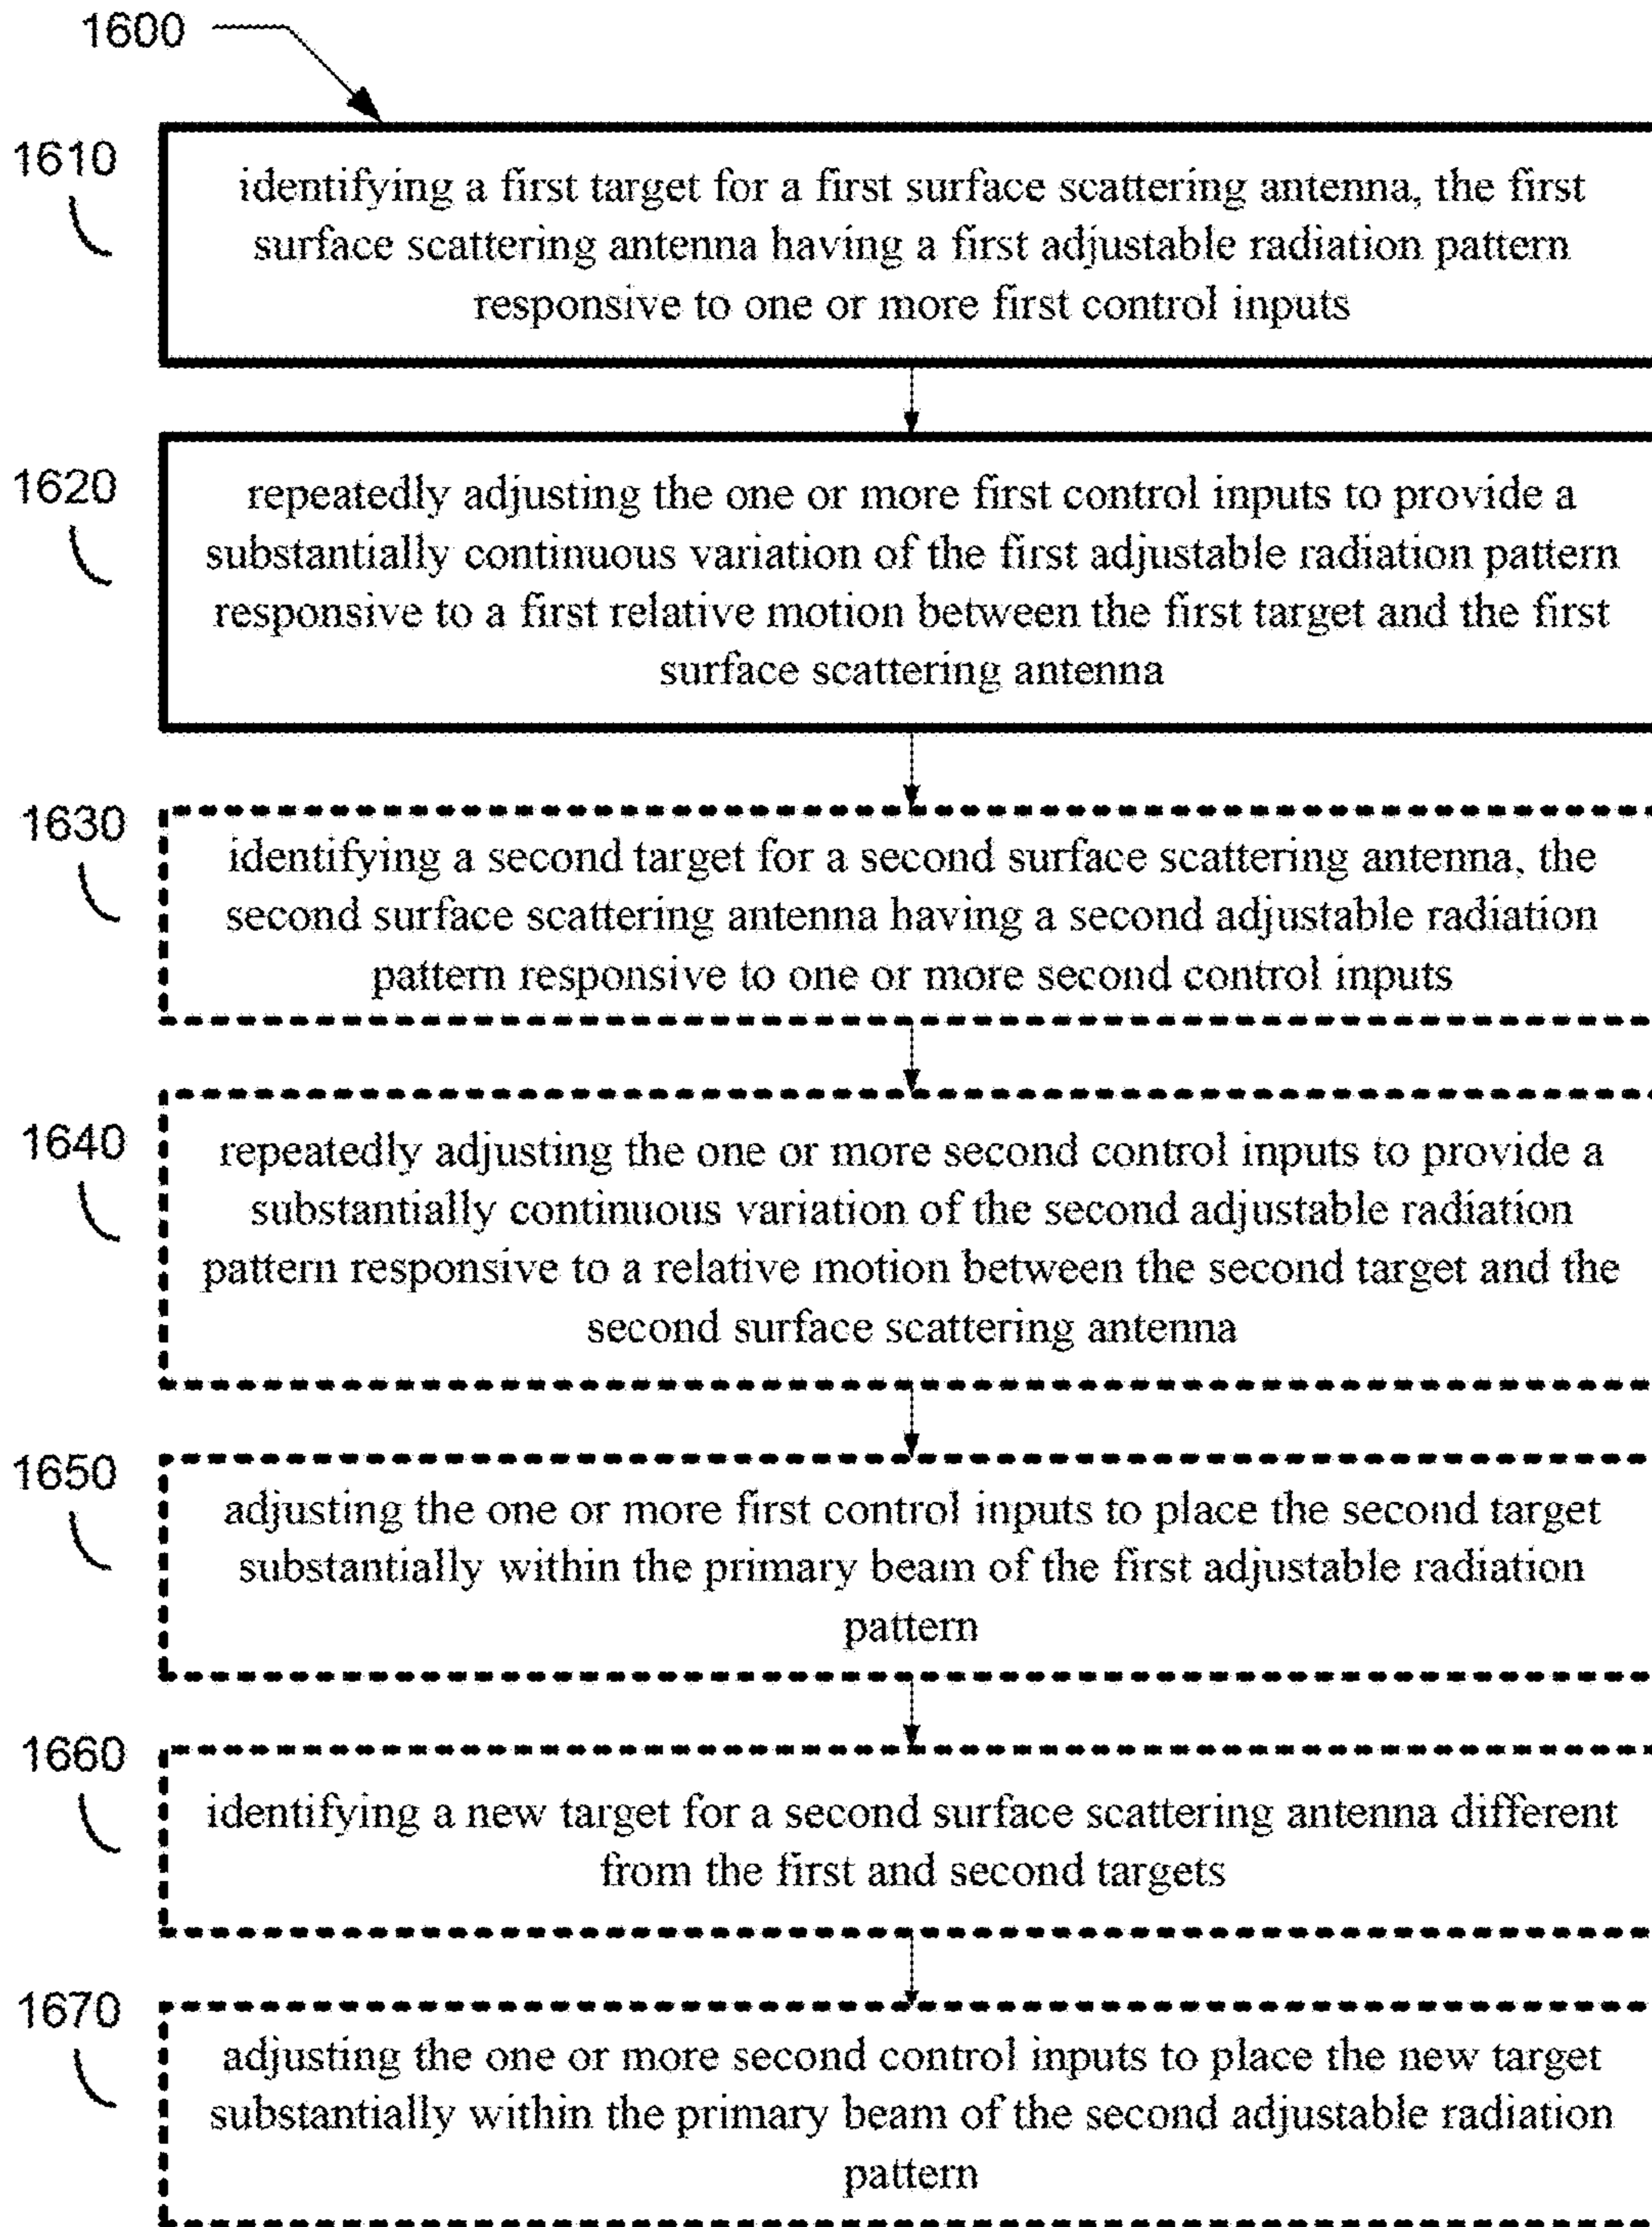 1600
1610
identifying a first target for a first surface scattering antenna, the first
surface scattering antenna having a first adjustable radiation pattern
responsive to one or more first control inputs
1620
repeatedly adjusting the one or more first control inputs to provide a
substantially continuous variation of the first adjustable radiation pattern
responsive to a first relative motion between the first target and the first
surface scattering antenna
1630
identifying a second target for a second surface scattering antenna, the
second surface scattering antenna having a second adjustable radiation
pattern responsive to one or more second control inputs
1640
repeatedly adjusting the one or more second control inputs to provide a
substantially continuous variation of the second adjustable radiation
pattern responsive to a relative motion between the second target and the
second surface scattering antenna
1650
adjusting the one or more first control inputs to place the second target
substantially within the primary beam of the first adjustable radiation
pattern
1660
identifying a new target for a second surface scattering antenna different
from the first and second targets
1670
adjusting the one or more second control inputs to place the new target
substantially within the primary beam of the second adjustable radiation
pattern